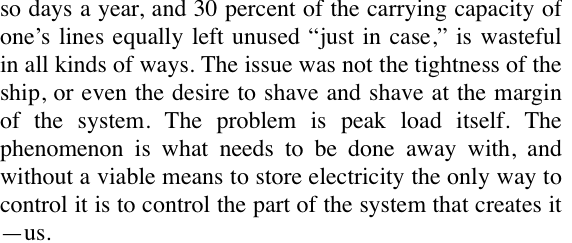 so days a year, and 30 percent of the carrying capacity of
one’s lines equally left unused “just in case,” is wasteful
in all kinds of ways. The issue was not the tightness of the
ship, or even the desire to shave and shave at the margin
of the system. The problem is peak load itself. The
phenomenon is what needs to be done away with, and
without a viable means to store electricity the only way to
control it is to control the part of the system that creates it
—us.